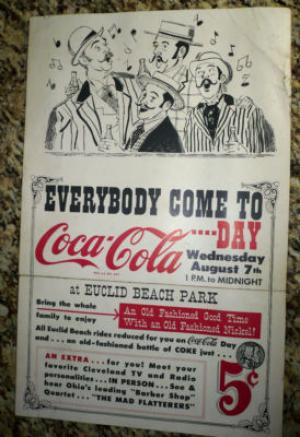 EVERYBODY COME TO
Coca-Cola ....DAY
Wednesday
August 7th
1 P.M. to MIDNIGHT
at EUCLID BEACH PARK
Bring the whole
family to enjoy
An Old Fashioned Good Time
With an Old Fashioned Nickel!
All Euclid Beach rides reduced for you on Coca-Cola Day
and ... an old-fashioned battle of COKE just ...
5¢
AN EXTRA ... for you! Meet your
favorite Cleveland TV and Radio
personalities... IN PERSON... See &
hear Ohio's leading "Barber Shop"
Quartet ... "THE MAD FLATTERERS"